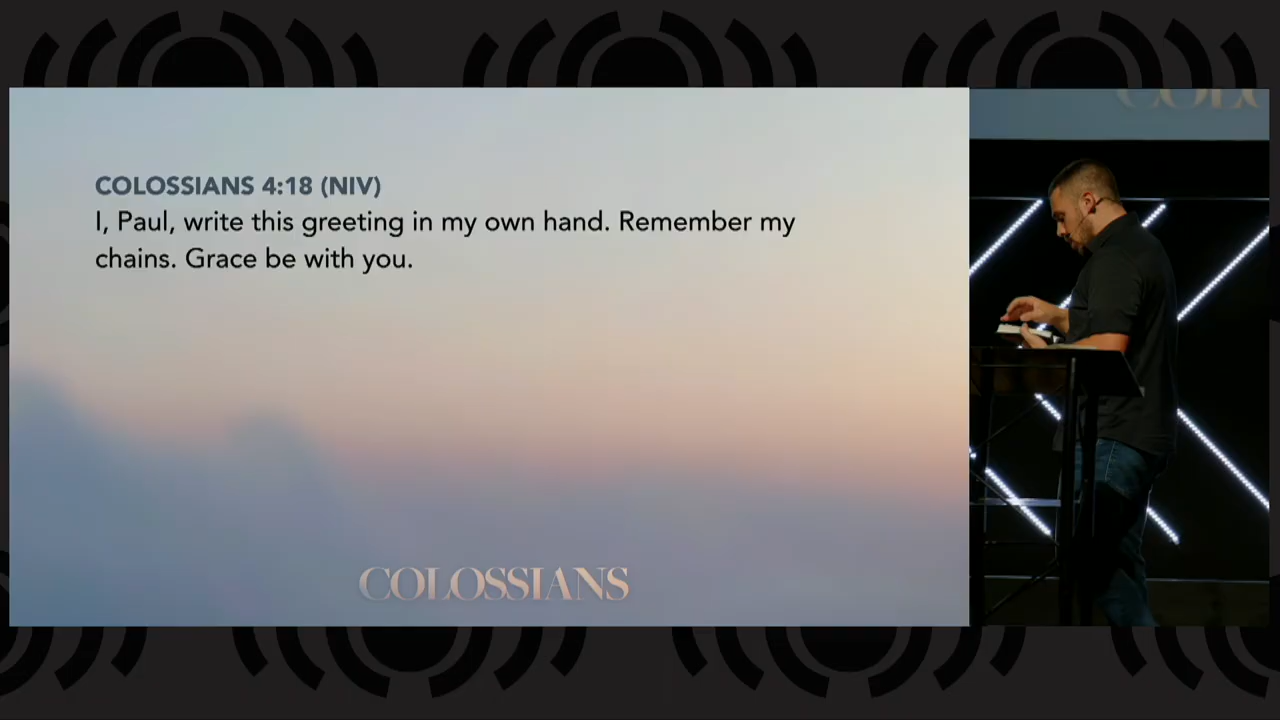 COLOSSIANS 4:18 (NIV)
I, Paul, write this greeting in my own hand. Remember my
chains. Grace be with you.
COLOSSIANS